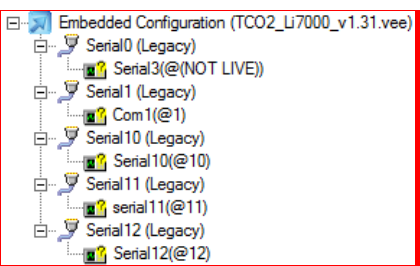 Embedded Configuration (TCO2_Li7000_v1.31.vee)
Serial0 (Legacy)
Serial3(@(NOT LIVE))
Serial1 (Legacy)
Com1(@1)
Serial10 (Legacy)
Serial10(@10)
Serial11 (Legacy)
serial11(@11)
Serial12 (Legacy)
Serial12(@12)